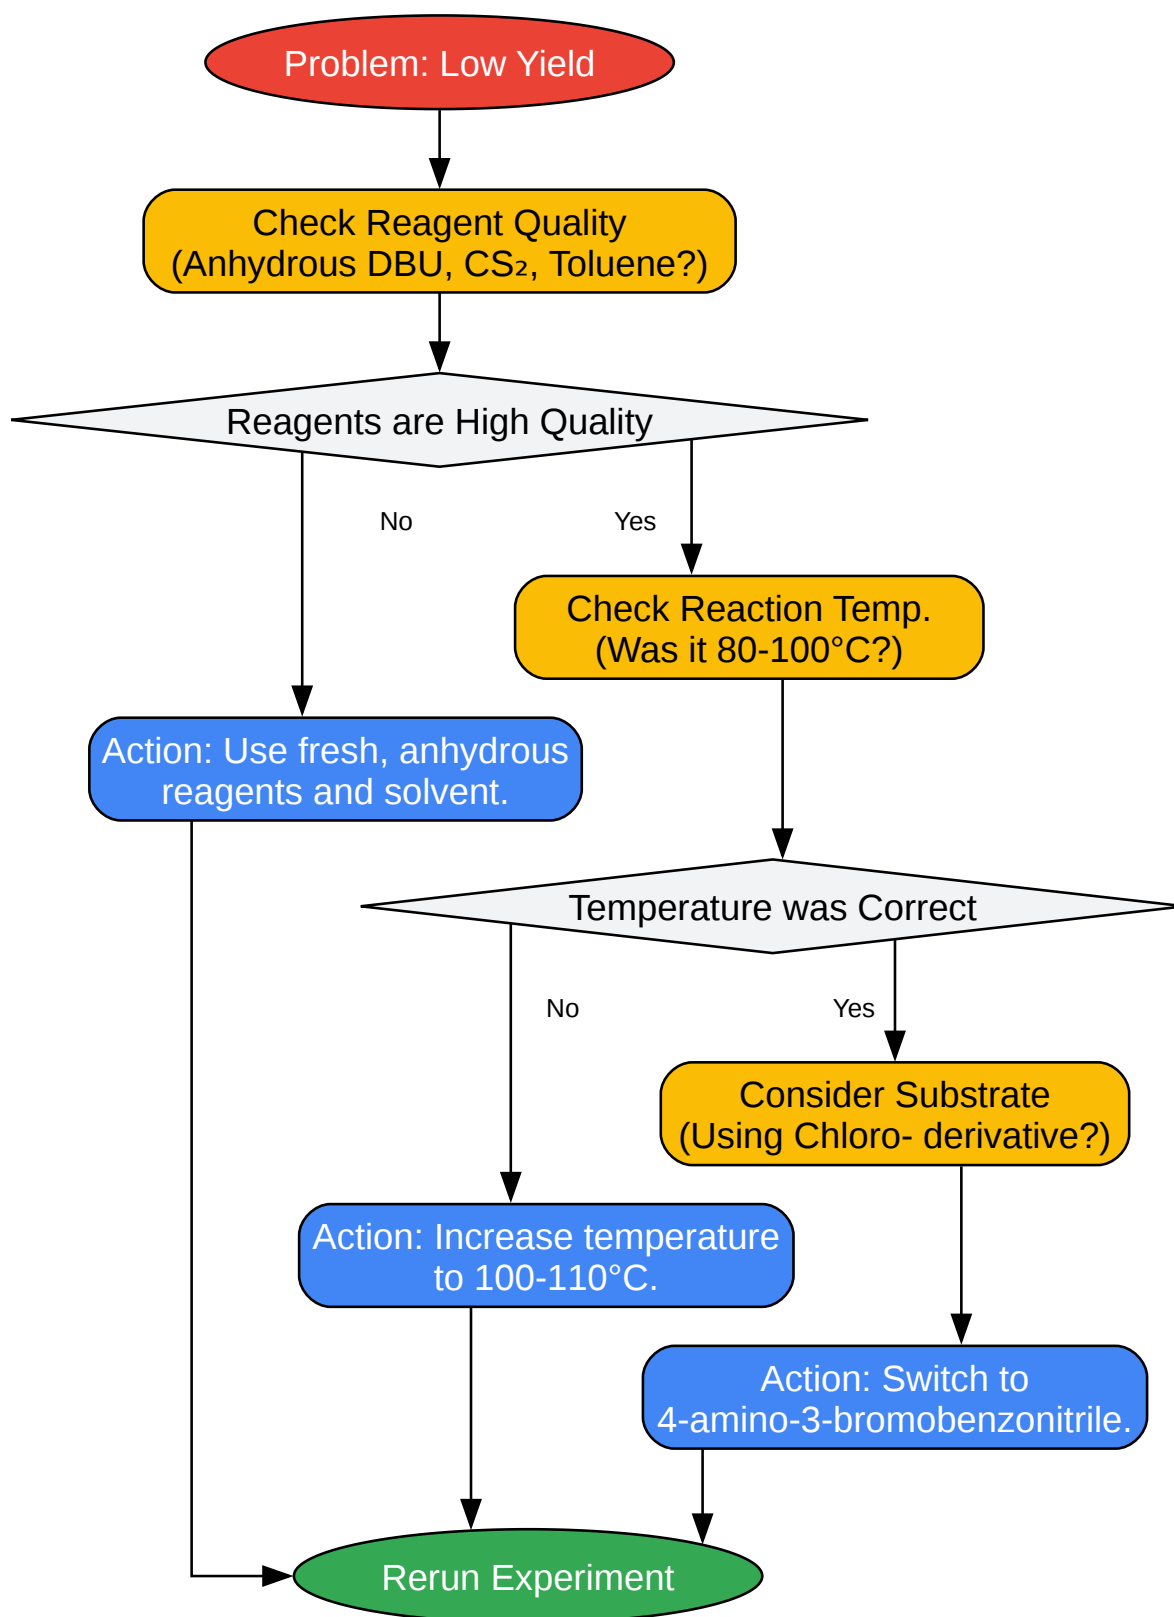 Problem: Low Yield
Check Reagent Quality
(Anhydrous DBU, CS₂, Toluene?)
Reagents are High Quality
No
Yes
Check Reaction Temp.
(Was it 80-100°C?)
Action: Use fresh, anhydrous
reagents and solvent.
Temperature was Correct
No
Yes
Consider Substrate
(Using Chloro- derivative?)
Action: Increase temperature
to 100-110°C.
Action: Switch to
4-amino-3-bromobenzonitrile.
Rerun Experiment